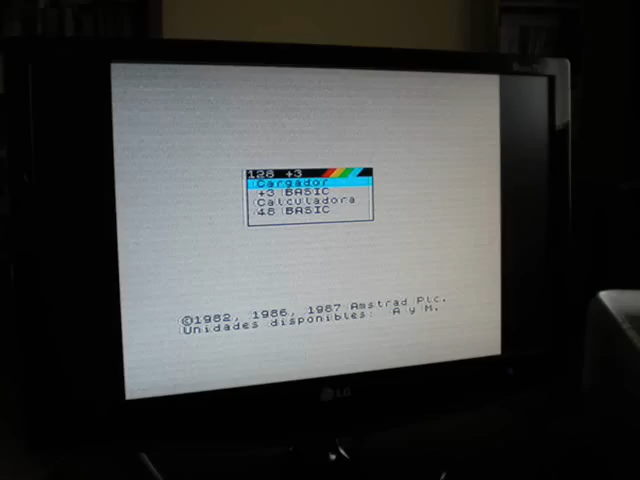 128 +3
Cargador
+3 BASIC
Calculadora
48 BASIC
©1982, 1986, 1987 Amstrad Plc.
Unidades disponibles: A y M.
LG